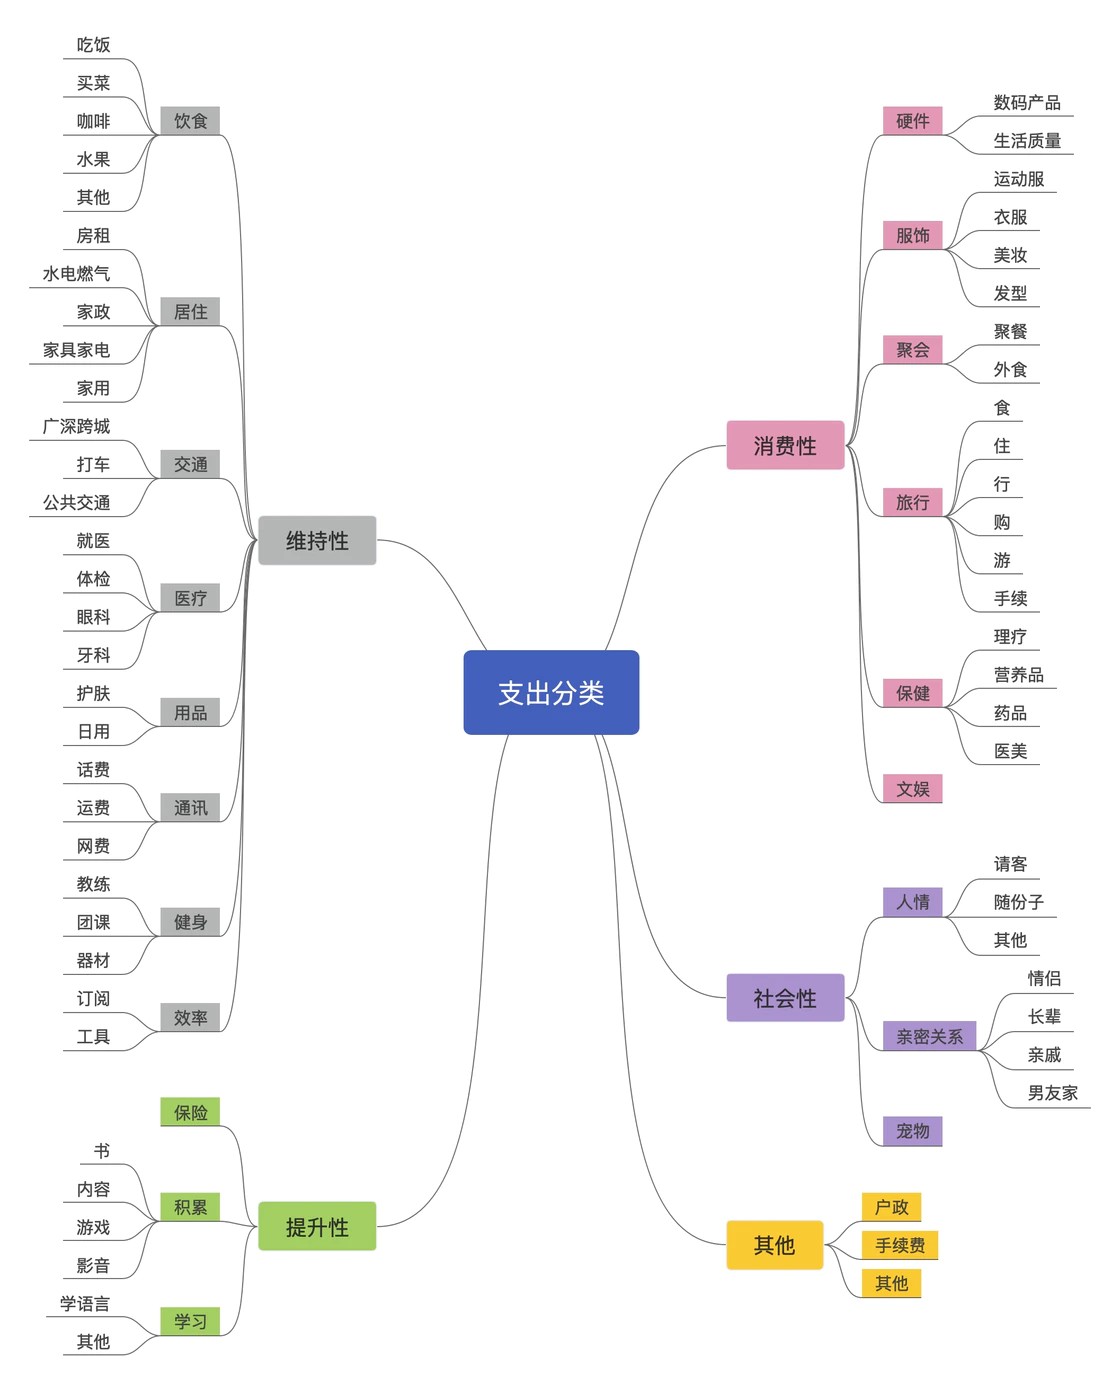 支出分类
维持性
饮食
吃饭
买菜
咖啡
水果
其他
居住
房租
水电燃气
家政
家具家电
家用
交通
广深跨城
打车
公共交通
医疗
就医
体检
眼科
牙科
用品
护肤
日用
通讯
话费
运费
网费
健身
教练
团课
器材
效率
订阅
工具
提升性
保险
积累
书
内容
游戏
影音
学习
学语言
其他
消费性
硬件
数码产品
生活质量
服饰
运动服
衣服
美妆
发型
聚会
聚餐
外食
旅行
食
住
行
购
游
手续
保健
理疗
营养品
药品
医美
文娱
社会性
人情
请客
随份子
其他
亲密关系
情侣
长辈
亲戚
男友家
宠物
其他
户政
手续费
其他